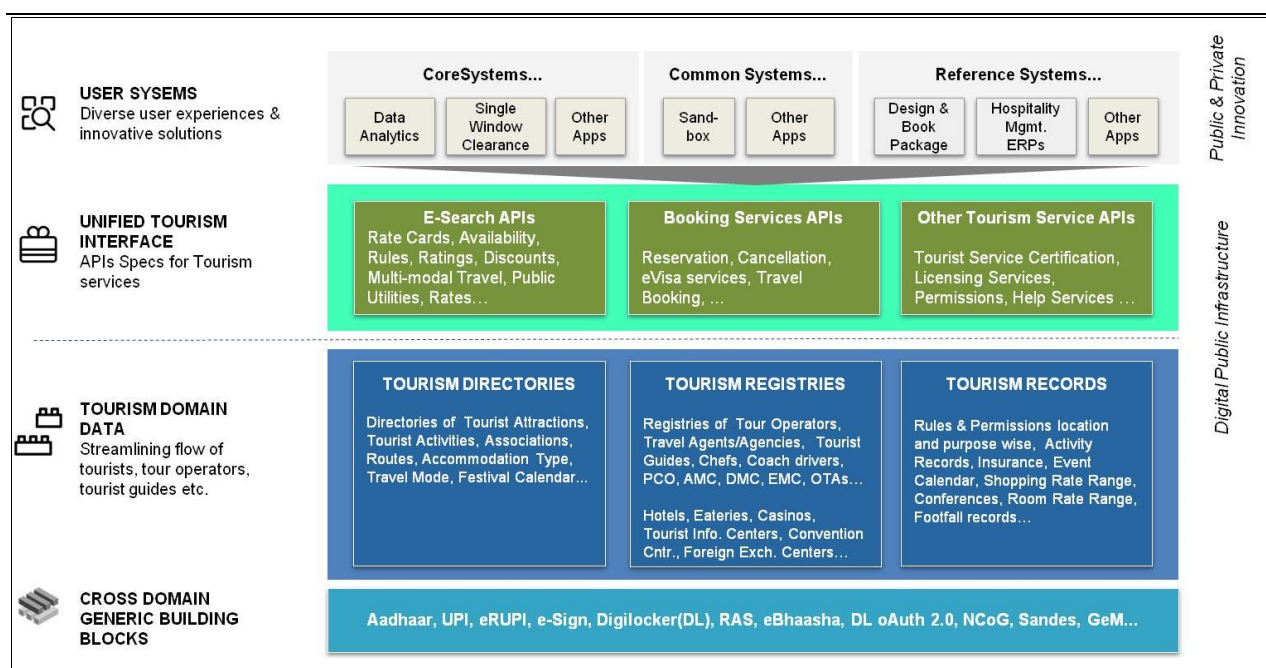 USER SYSEMS
Diverse user experiences &
innovative solutions
CoreSystems...
Data
Analytics
Single
Window
Clearance
Other
Apps
Common Systems...
Sand-
box
Other
Apps
Reference Systems...
Design &
Book
Package
Hospitality
Mgmt.
ERPs
Other
Apps
Public & Private
Innovation
UNIFIED TOURISM
INTERFACE
APIs Specs for Tourism
services
E-Search APIs
Rate Cards, Availability,
Rules, Ratings, Discounts,
Multi-modal Travel, Public
Utilities, Rates…
Booking Services APIs
Reservation, Cancellation,
eVisa services, Travel
Booking, …
Other Tourism Service APIs
Tourist Service Certification,
Licensing Services,
Permissions, Help Services …
Digital Public Infrastructure
TOURISM DOMAIN
DATA
Streamlining flow of
tourists, tour operators,
tourist guides etc.
TOURISM DIRECTORIES
Directories of Tourist Attractions,
Tourist Activities, Associations,
Routes, Accommodation Type,
Travel Mode, Festival Calendar...
TOURISM REGISTRIES
Registries of Tour Operators,
Travel Agents/Agencies, Tourist
Guides, Chefs, Coach drivers,
PCO, AMC, DMC, EMC, OTAs…
Hotels, Eateries, Casinos,
Tourist Info. Centers, Convention
Cntr., Foreign Exch. Centers…
TOURISM RECORDS
Rules & Permissions location
and purpose wise, Activity
Records, Insurance, Event
Calendar, Shopping Rate Range,
Conferences, Room Rate Range,
Footfall records…
CROSS DOMAIN
GENERIC BUILDING
BLOCKS
Aadhaar, UPI, eRUPI, e-Sign, Digilocker(DL), RAS, eBhaasha, DL oAuth 2.0, NCoG, Sandes, GeM...